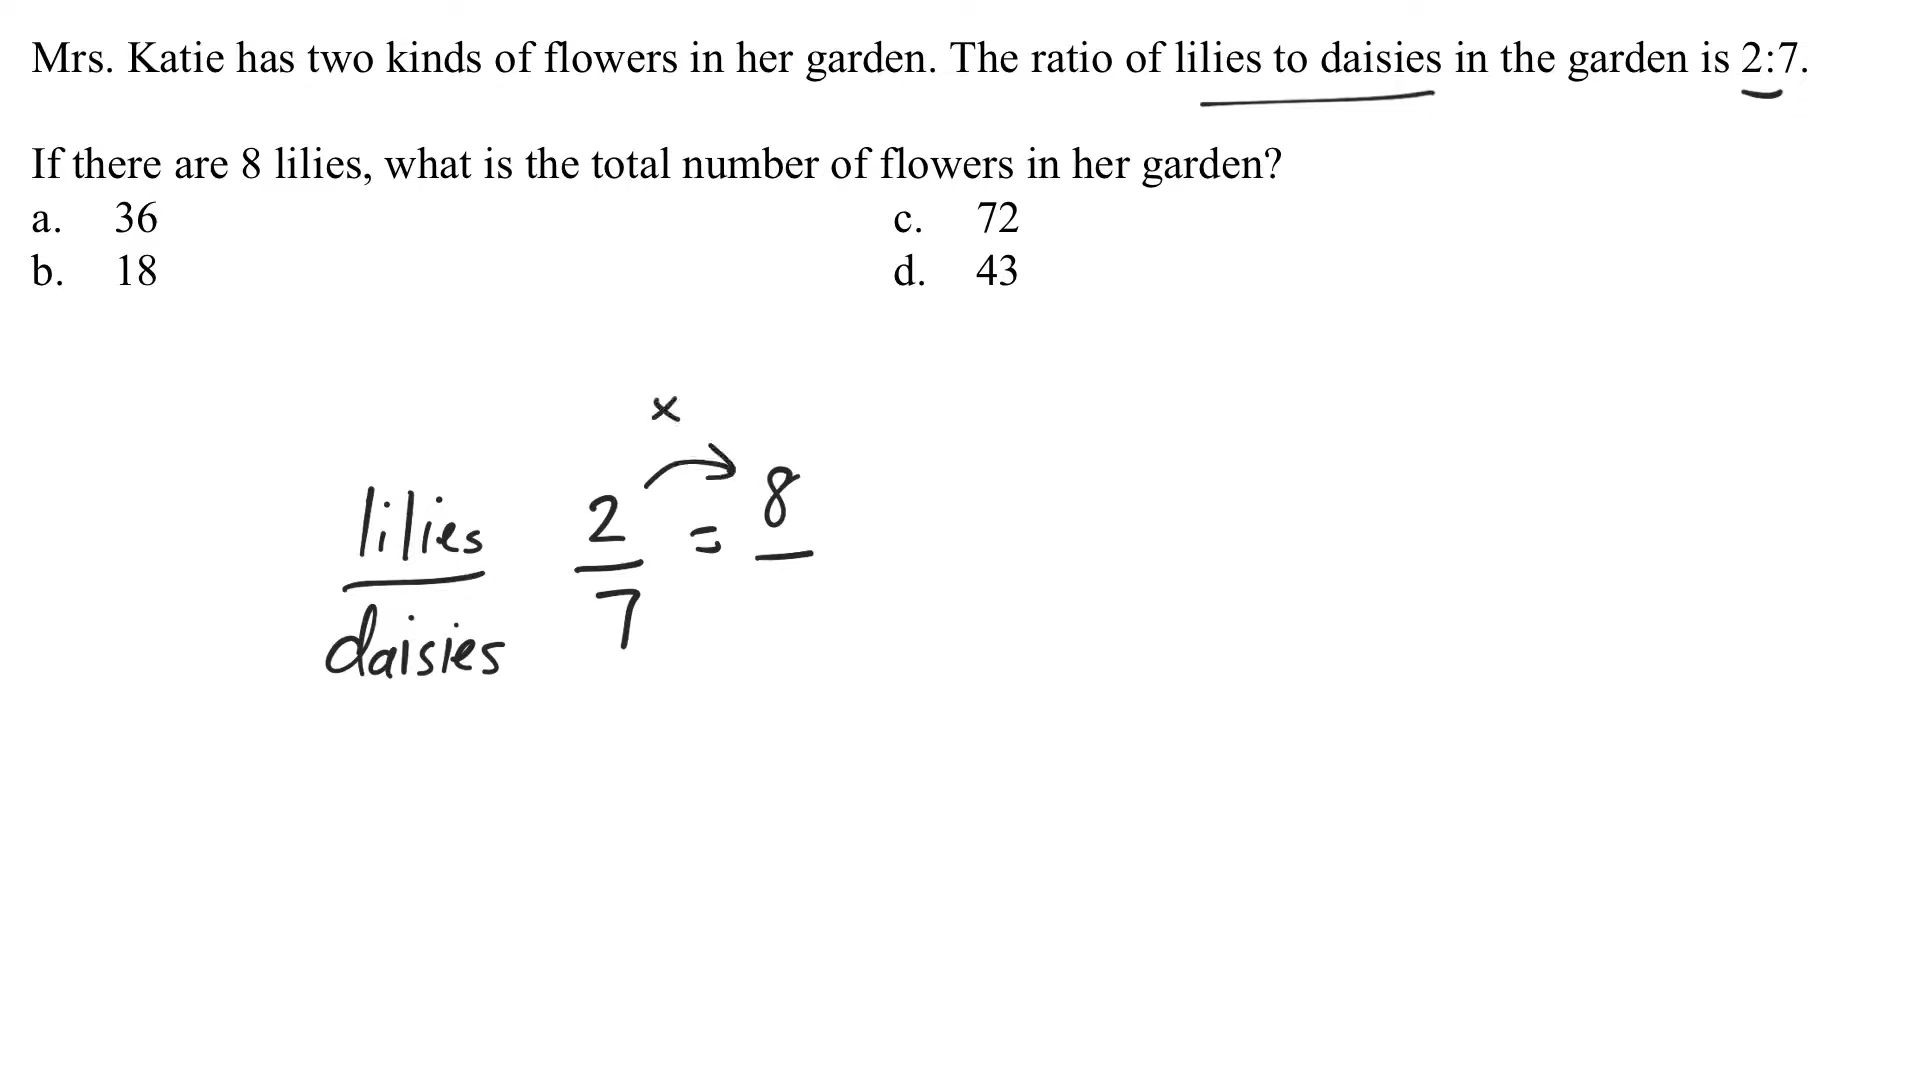 Mrs. Katie has two kinds of flowers in her garden. The ratio of lilies to daisies in the garden is 2:7.
If there are 8 lilies, what is the total number of flowers in her garden?
a. 36 c. 72
b. 18 d. 43
×
lilies 2 = 8
daisies 7